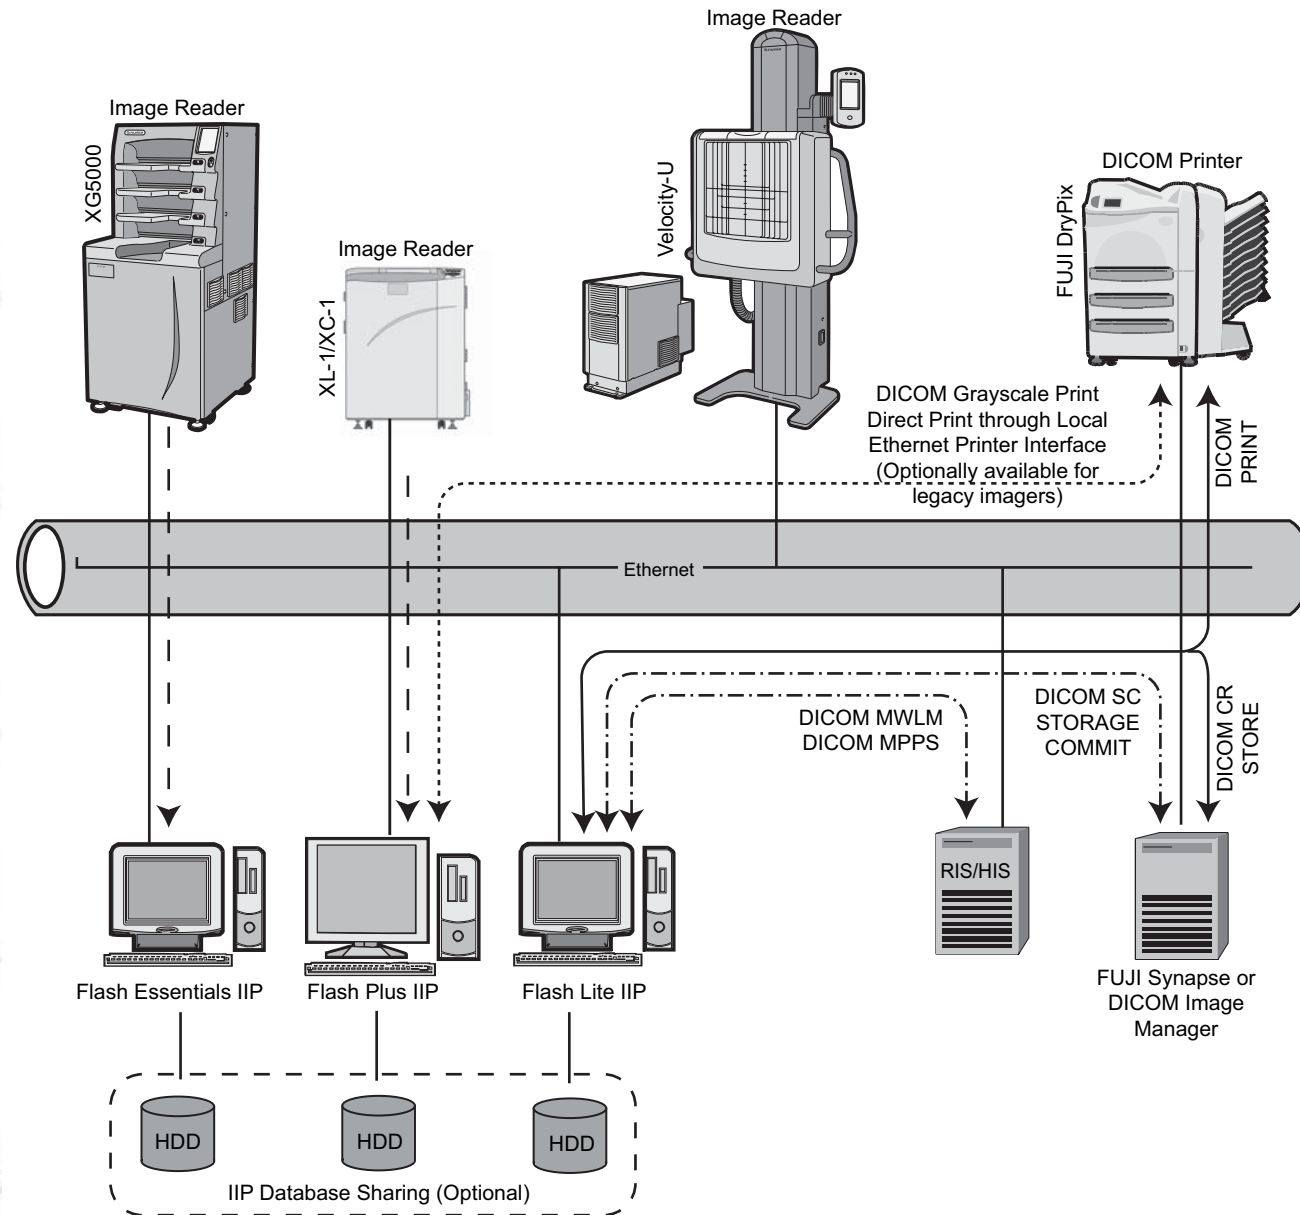 Image Reader
Image Reader
XG5000
Velocity-U
DICOM Printer
FUJI DryPix
Image Reader
XL-1/XC-1
DICOM Grayscale Print
Direct Print through Local
Ethernet Printer Interface
(Optionally available for
legacy imagers)
DICOM
PRINT
Ethernet
DICOM MWLM
DICOM MPPS
DICOM SC
STORAGE
COMMIT
DICOM CR
STORE
RIS/HIS
Flash Essentials IIP
Flash Plus IIP
Flash Lite IIP
FUJI Synapse or
DICOM Image
Manager
HDD
HDD
HDD
IIP Database Sharing (Optional)